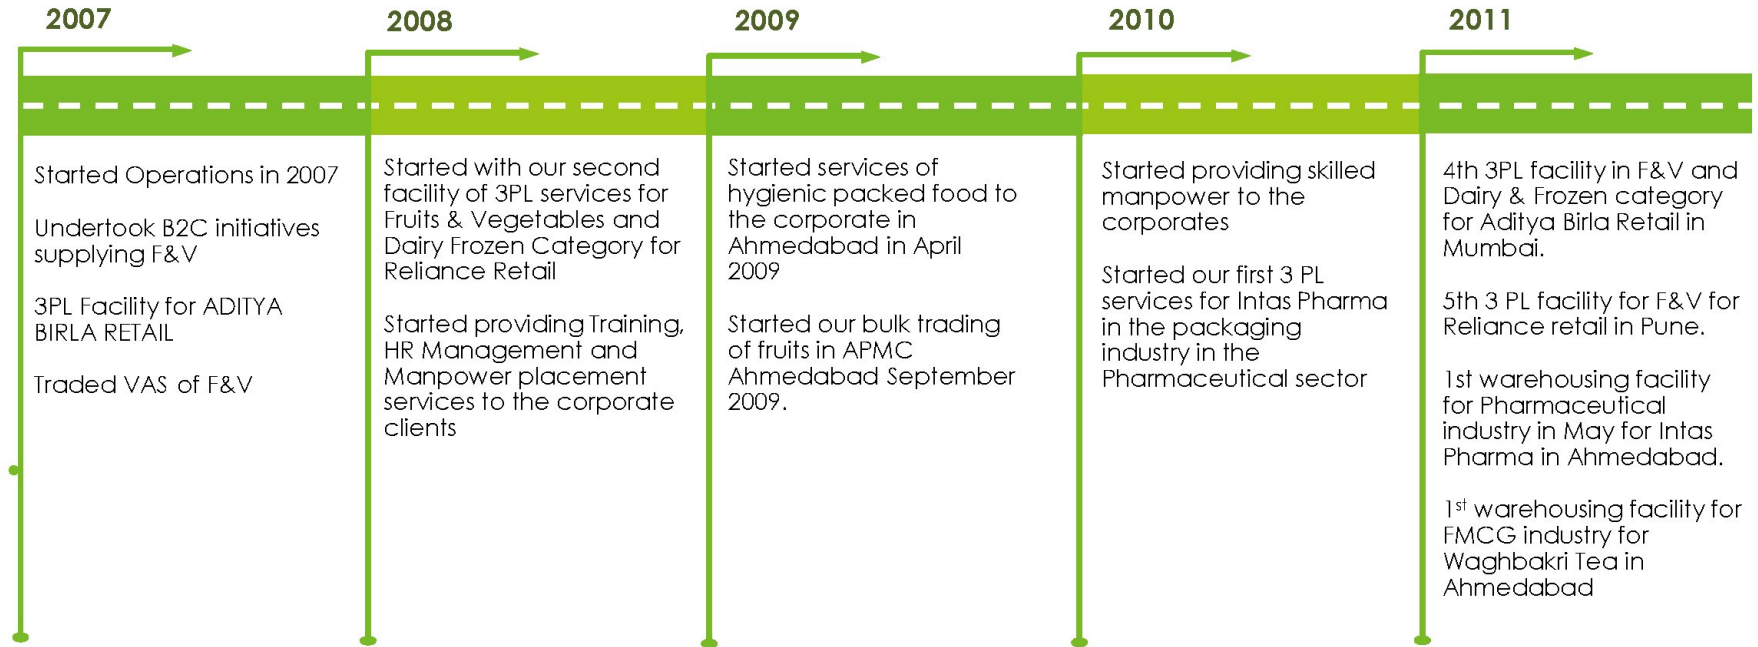 2007
Started Operations in 2007
Undertook B2C initiatives
supplying F&V
3PL Facility for ADITYA
BIRLA RETAIL
Traded VAS of F&V
2008
Started with our second
facility of 3PL services for
Fruits & Vegetables and
Dairy Frozen Category for
Reliance Retail
Started providing Training,
HR Management and
Manpower placement
services to the corporate
clients
2009
Started services of
hygienic packed food to
the corporate in
Ahmedabad in April
2009
Started our bulk trading
of fruits in APMC
Ahmedabad September
2009.
2010
Started providing skilled
manpower to the
corporates
Started our first 3 PL
services for Intas Pharma
in the packaging
industry in the
Pharmaceutical sector
2011
4th 3PL facility in F&V and
Dairy & Frozen category
for Aditya Birla Retail in
Mumbai.
5th 3 PL facility for F&V for
Reliance retail in Pune.
1st warehousing facility
for Pharmaceutical
industry in May for Intas
Pharma in Ahmedabad.
1st warehousing facility for
FMCG industry for
Waghbakri Tea in
Ahmedabad